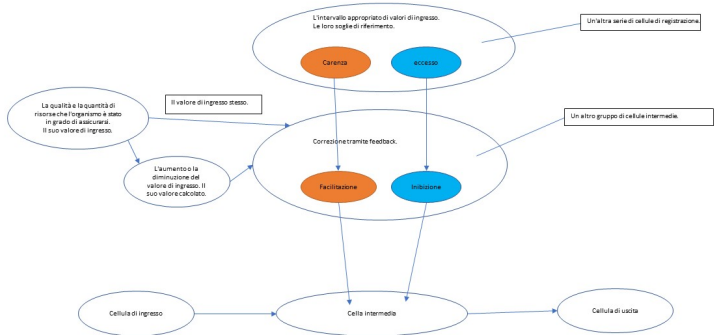 L'intervallo appropriato di valori di ingresso.
Le loro soglie di riferimento.
Un'altra serie di cellule di registrazione.
Carenza
eccesso
Il valore di ingresso stesso.
La qualità e la quantità di
risorse che l'organismo è stato
in grado di assicurarsi.
Il suo valore di ingresso.
Un eltro gruppo di cellule intermedie.
Correzione tramite feedback.
L'aumento o la
diminuzione del
valore di ingresso. Il
suo valore calcolato.
Facilitazione
Inibizione
Cellula di ingresso
Cella intermedia
Cellula di uscita